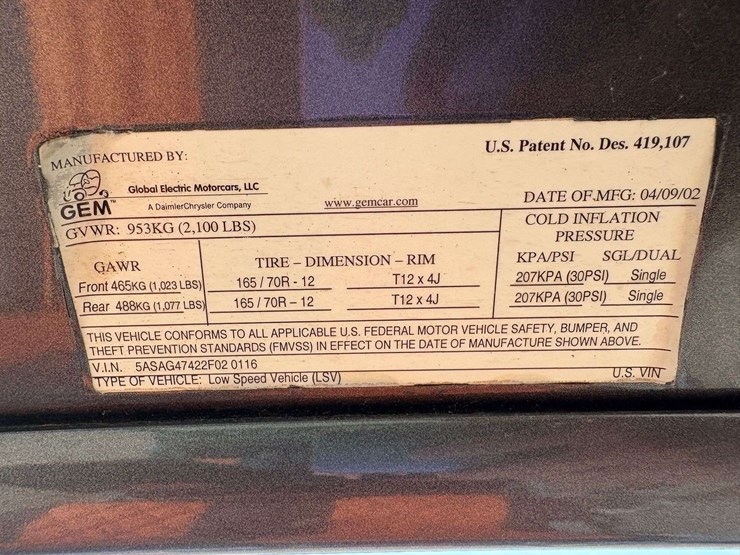 MANUFACTURED BY:
U.S. Patent No. Des. 419,107
GEM™
Global Electric Motorcars, LLC
A DaimlerChrysler Company
www.gemcar.com
DATE OF MFG: 04/09/02
GVWR: 953KG (2,100 LBS)
COLD INFLATION
PRESSURE
GAWR
TIRE – DIMENSION – RIM
KPA/PSI SGL/DUAL
Front 465KG (1,023 LBS) 165 / 70R - 12 T12 x 4J 207KPA (30PSI) Single
Rear 488KG (1,077 LBS) 165 / 70R – 12 T12 x 4J 207KPA (30PSI) Single
THIS VEHICLE CONFORMS TO ALL APPLICABLE U.S. FEDERAL MOTOR VEHICLE SAFETY, BUMPER, AND
THEFT PREVENTION STANDARDS (FMVSS) IN EFFECT ON THE DATE OF MANUFACTURE SHOWN ABOVE.
V.I.N. 5ASAG47422F02 0116
U.S. VIN
TYPE OF VEHICLE: Low Speed Vehicle (LSV)